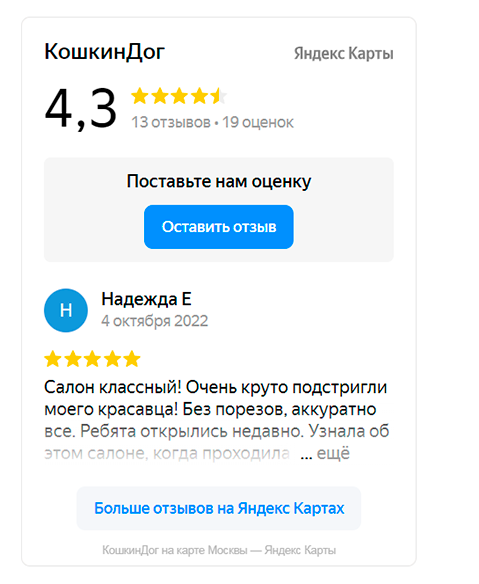 КошкинДог
Яндекс Карты
4,3
13 отзывов • 19 оценок
Поставьте нам оценку
Оставить отзыв
Н
Надежда Е
4 октября 2022
Салон классный! Очень круто подстригли
моего красавца! Без порезов, аккуратно
все. Ребята открылись недавно. Узнала об
этом салоне, когда проходила ... ещё
Больше отзывов на Яндекс Картах
КошкинДог на карте Москвы — Яндекс Карты